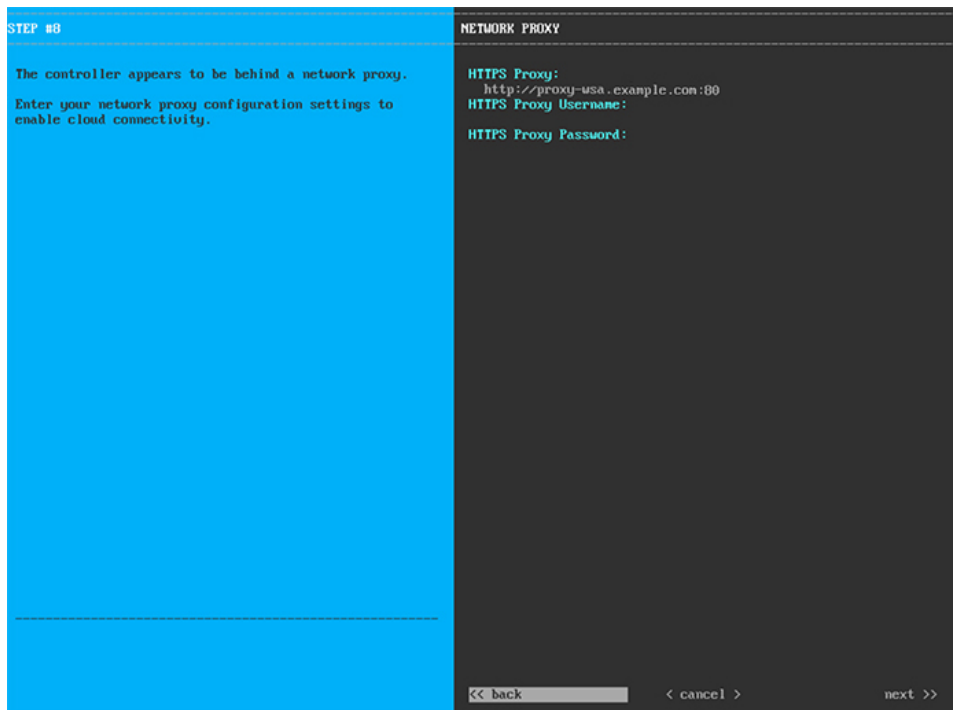 STEP #8
The controller appears to be behind a network proxy.
Enter your network proxy configuration settings to
enable cloud connectivity.
NETWORK PROXY
HTTPS Proxy:
http://proxy-wsa.example.com:80
HTTPS Proxy Username:
HTTPS Proxy Password:
<< back
< cancel >
next >>